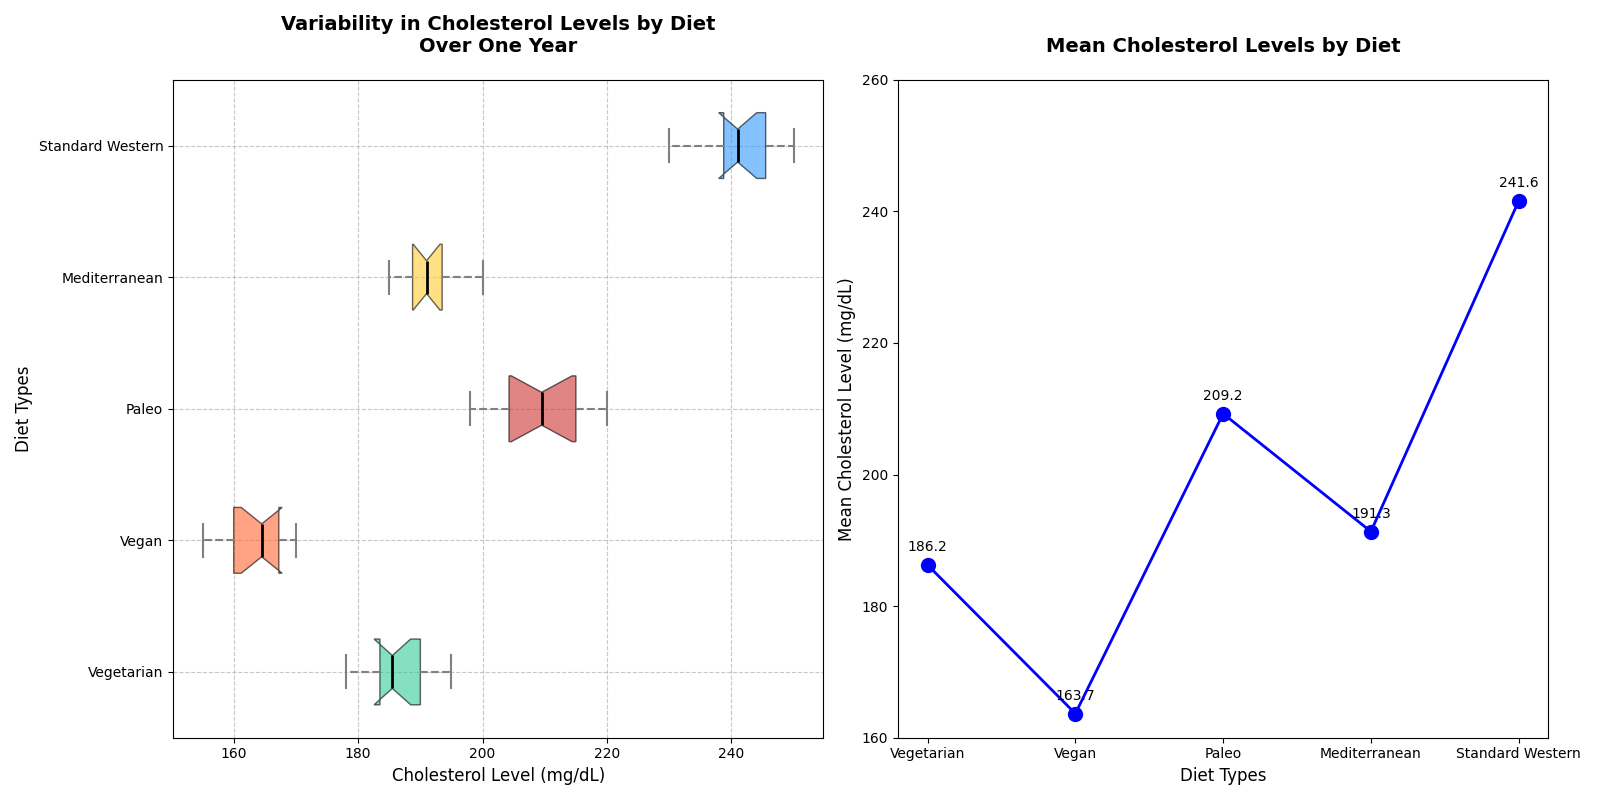 Variability in Cholesterol Levels by Diet
Over One Year
Diet Types
Standard Western
Mediterranean
Paleo
Vegan
Vegetarian
160
180
200
220
240
Cholesterol Level (mg/dL)
Mean Cholesterol Levels by Diet
Mean Cholesterol Level (mg/dL)
260
240
220
200
180
160
186.2
163.7
209.2
191.3
241.6
Vegetarian
Vegan
Paleo
Mediterranean
Standard Western
Diet Types